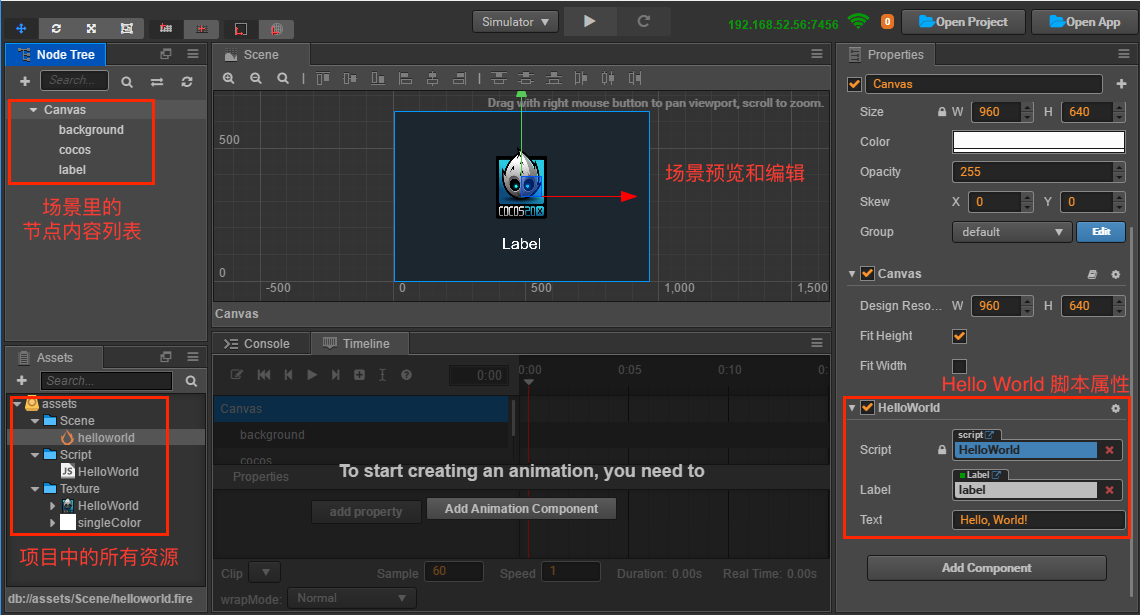 Simulator
192.168.52.56:7456
0
Open Project
Open App
Node Tree
Search...
Canvas
background
cocos
label
场景里的
节点内容列表
Scene
Drag with right mouse button to pan viewport, scroll to zoom.
500
0
-500
0
500
1,000
1,500
COCOS2DX
Label
场景预览和编辑
Canvas
Assets
Search...
assets
Scene
helloworld
Script
JS HelloWorld
Texture
HelloWorld
singleColor
项目中的所有资源
db://assets/Scene/helloworld.fire
Console
Timeline
0:00
0:00
0:05
0:10
0:
Canvas
background
cocos
Properties
To start creating an animation, you need to
add property
Add Animation Component
Clip
Sample 60
Speed 1
Duration: 0.00s
Real Time: 0.00s
wrapMode: Normal
Properties
Canvas
Size W 960 H 640
Color
Opacity 255
Skew X 0 Y 0
Group default Edit
Canvas
Design Reso... W 960 H 640
Fit Height
Fit Width
Hello World 脚本属性
HelloWorld
script
Script HelloWorld
Label
Label label
Text Hello, World!
Add Component